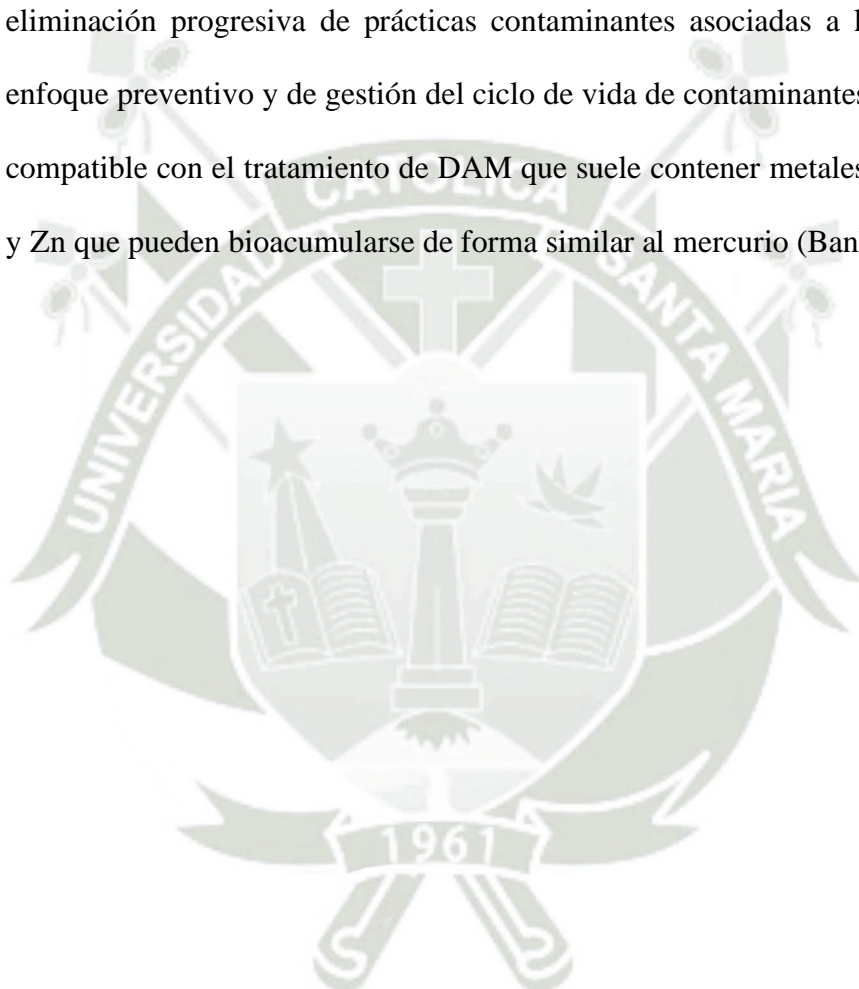 eliminación progresiva de prácticas contaminantes asociadas a
enfoque preventivo y de gestión del ciclo de vida de contaminantes
compatible con el tratamiento de DAM que suele contener metales
y Zn que pueden bioacumularse de forma similar al mercurio (Ban
UNIVERSIDAD CATOLICA SANTA MARIA
1961